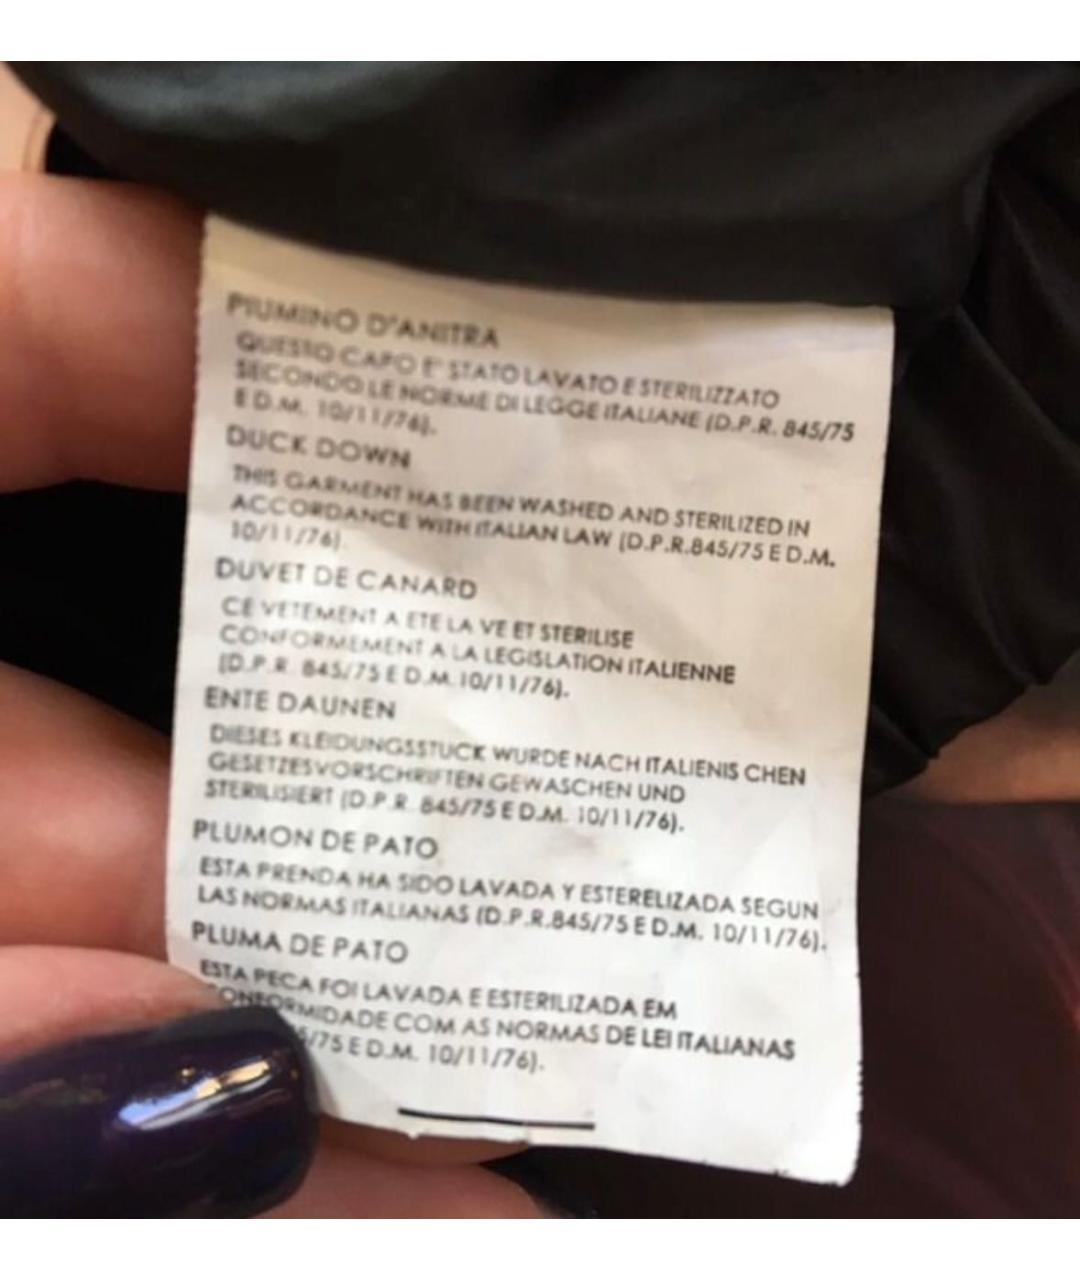 PIUMINO D'ANITRA
QUESTO CAPO E' STATO LAVATO E STERILIZZATO
SECONDO LE NORME DI LEGGE ITALIANE (D.P.R. 845/75
E D.M. 10/11/76).
DUCK DOWN
THIS GARMENT HAS BEEN WASHED AND STERILIZED IN
ACCORDANCE WITH ITALIAN LAW (D.P.R.845/75 E D.M.
10/11/76).
DUVET DE CANARD
CE VETEMENT A ETE LA VE ET STERILISE
CONFORMEMENT A LA LEGISLATION ITALIENNE
(D.P.R. 845/75 E D.M. 10/11/76).
ENTE DAUNEN
DIESES KLEIDUNGSSTUCK WURDE NACH ITALIENIS CHEN
GESETZESVORSCHRIFTEN GEWASCHEN UND
STERILISIERT (D.P.R. 845/75 E D.M. 10/11/76).
PLUMON DE PATO
ESTA PRENDA HA SIDO LAVADA Y ESTERELIZADA SEGUN
LAS NORMAS ITALIANAS (D.P.R.845/75 E D.M. 10/11/76).
PLUMA DE PATO
ESTA PECA FOI LAVADA E ESTERILIZADA EM
ONFORMIDADE COM AS NORMAS DE LEI ITALIANAS
/75 E D.M. 10/11/76).